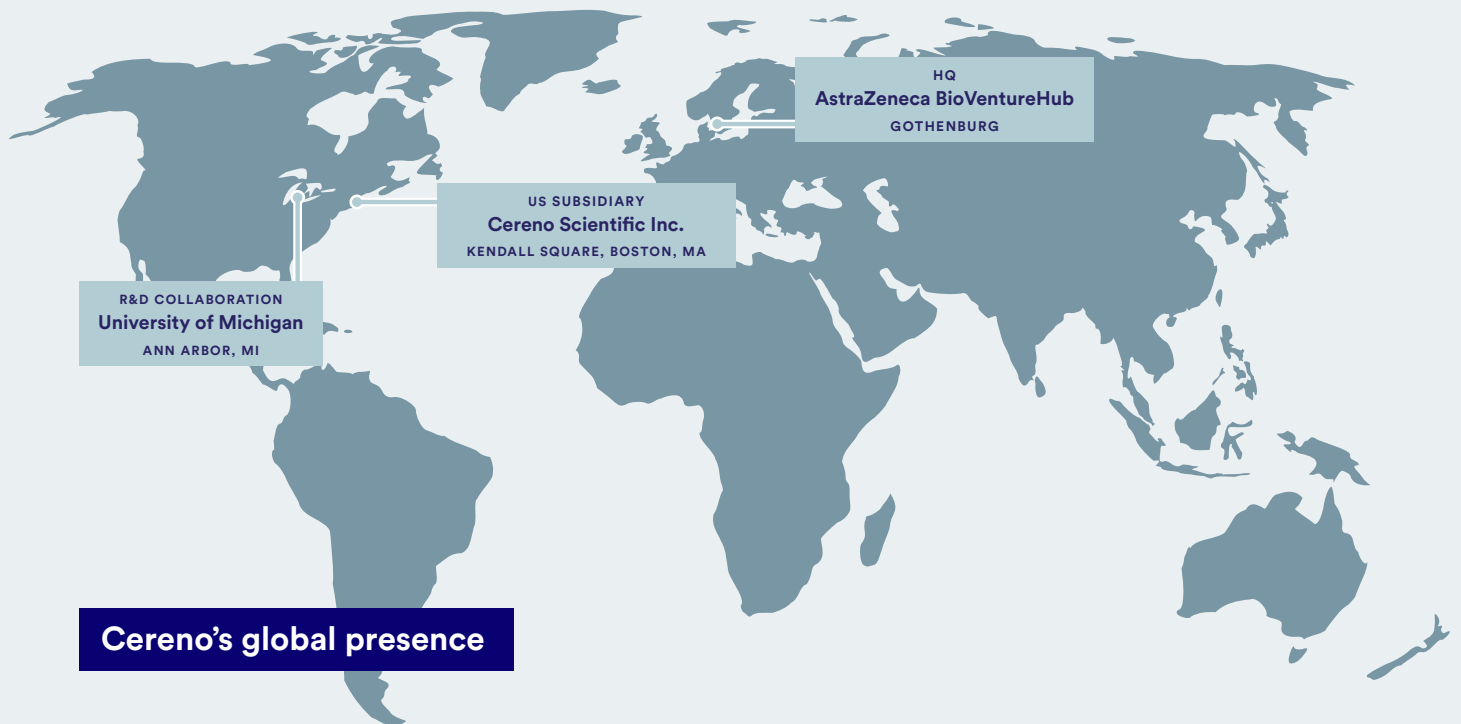 HQ
AstraZeneca BioVentureHub
GOTHENBURG
US SUBSIDIARY
Cereno Scientific Inc.
KENDALL SQUARE, BOSTON, MA
R&D COLLABORATION
University of Michigan
ANN ARBOR, MI
Cereno’s global presence